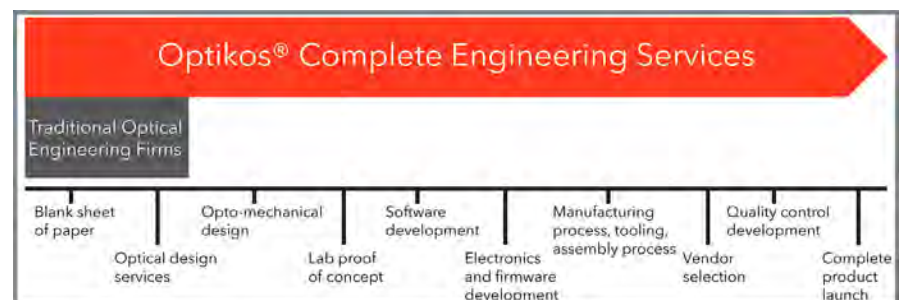 Optikos® Complete Engineering Services
Traditional Optical
Engineering Firms
Blank sheet
of paper
Optical design
services
Opto-mechanical
design
Lab proof
of concept
Software
development
Electronics
and firmware
development
Manufacturing
process, tooling,
assembly process
Vendor
selection
Quality control
development
Complete
product
launch